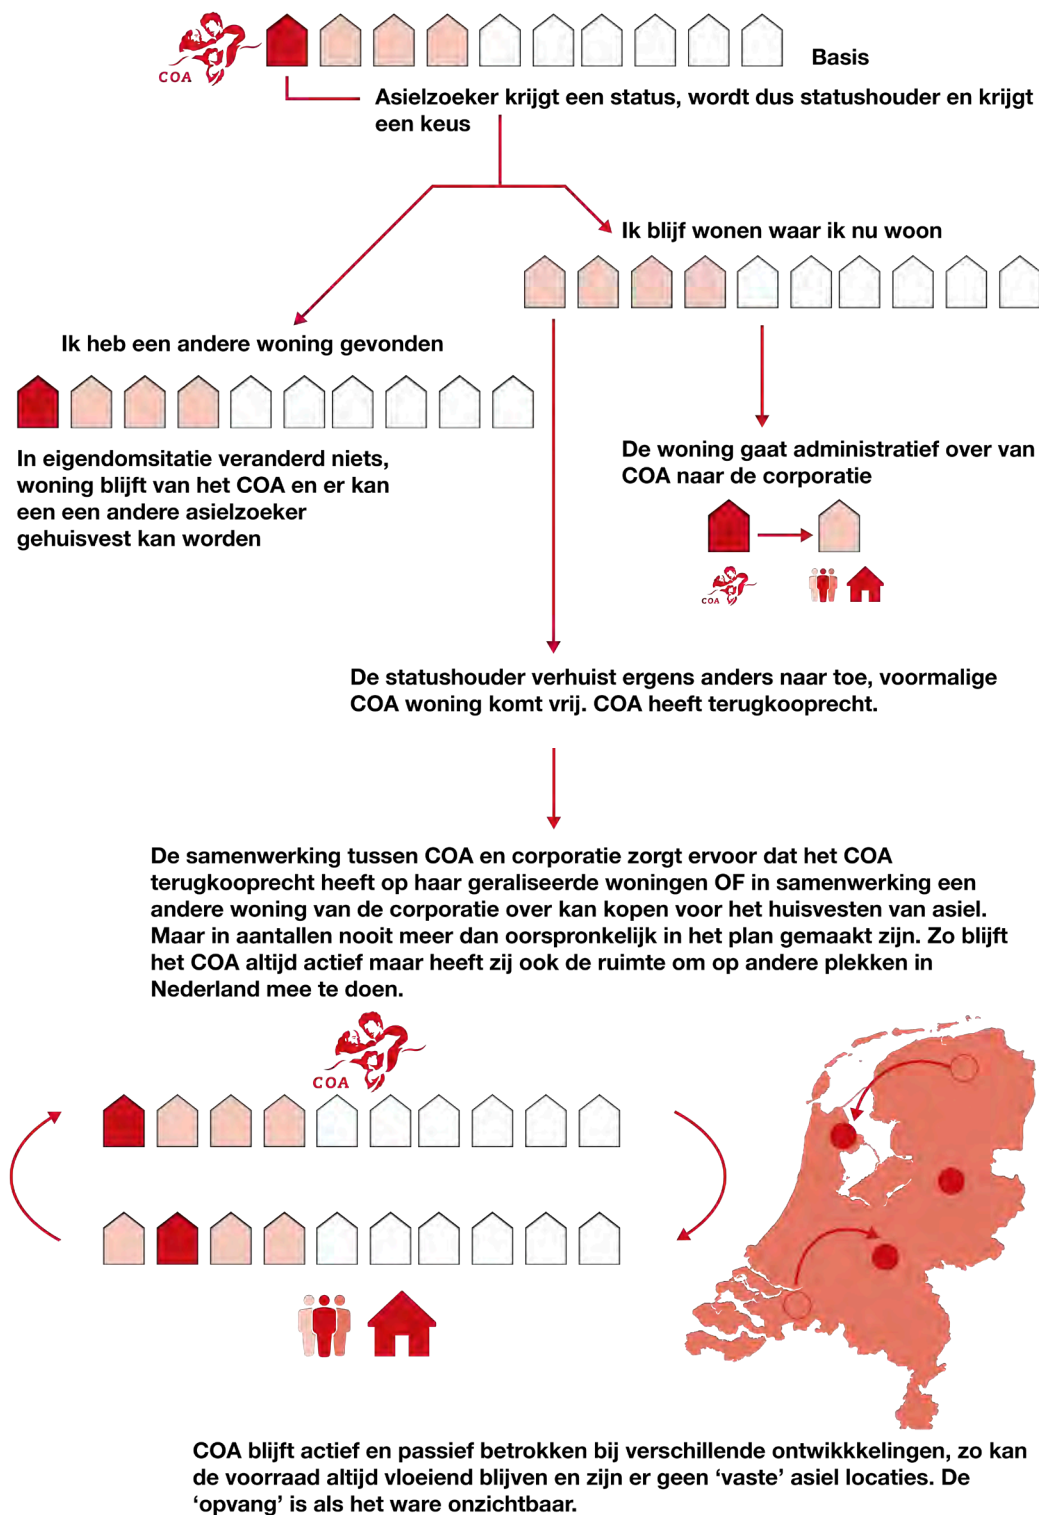 COA
Basis
Asielzoeker krijgt een status, wordt dus statushouder en krijgt
een keus
Ik blijf wonen waar ik nu woon
Ik heb een andere woning gevonden
In eigendomsitatie veranderd niets,
woning blijft van het COA en er kan
een een andere asielzoeker
gehuisvest kan worden
De woning gaat administratief over van
COA naar de corporatie
COA
De statushouder verhuist ergens anders naar toe, voormalige
COA woning komt vrij. COA heeft terugkooprecht.
De samenwerking tussen COA en corporatie zorgt ervoor dat het COA
terugkooprecht heeft op haar geraliseerde woningen OF in samenwerking een
andere woning van de corporatie over kan kopen voor het huisvesten van asiel.
Maar in aantallen nooit meer dan oorspronkelijk in het plan gemaakt zijn. Zo blijft
het COA altijd actief maar heeft zij ook de ruimte om op andere plekken in
Nederland mee te doen.
COA
COA blijft actief en passief betrokken bij verschillende ontwikkkelingen, zo kan
de voorraad altijd vloeiend blijven en zijn er geen ‘vaste’ asiel locaties. De
‘opvang’ is als het ware onzichtbaar.